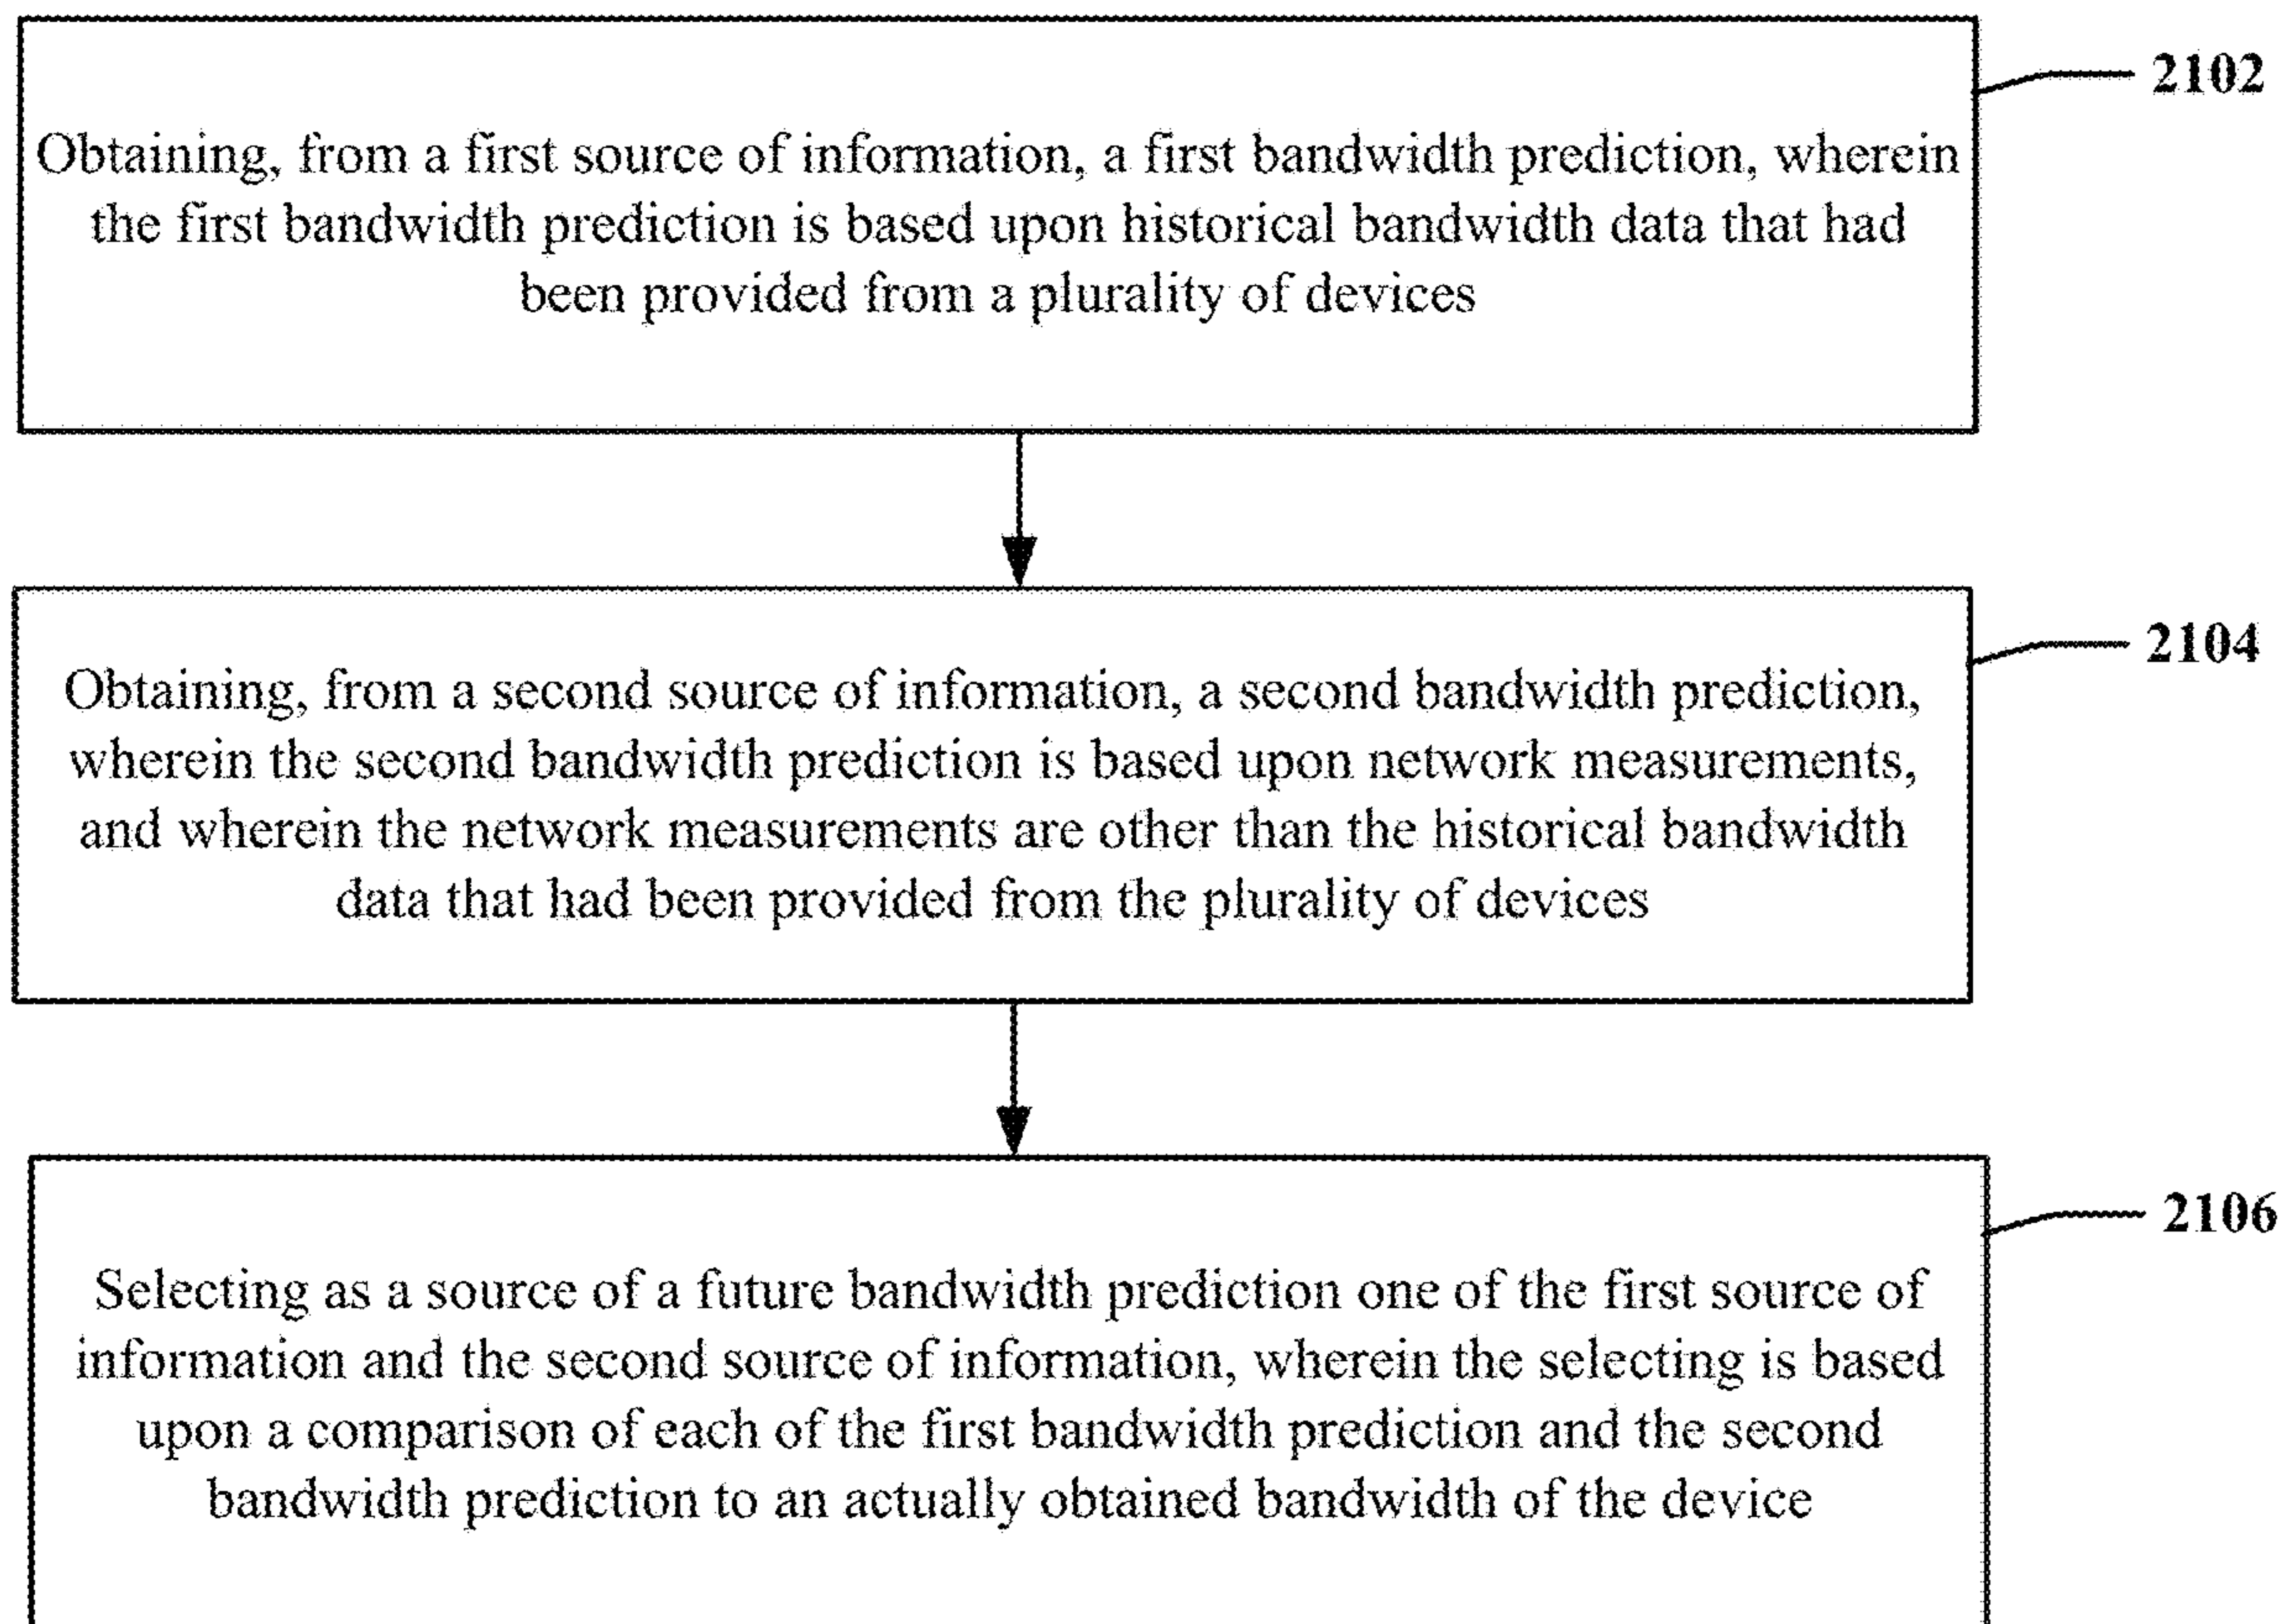 2102
Obtaining, from a first source of information, a first bandwidth prediction, wherein
the first bandwidth prediction is based upon historical bandwidth data that had
been provided from a plurality of devices
2104
Obtaining, from a second source of information, a second bandwidth prediction,
wherein the second bandwidth prediction is based upon network measurements,
and wherein the network measurements are other than the historical bandwidth
data that had been provided from the plurality of devices
2106
Selecting as a source of a future bandwidth prediction one of the first source of
information and the second source of information, wherein the selecting is based
upon a comparison of each of the first bandwidth prediction and the second
bandwidth prediction to an actually obtained bandwidth of the device